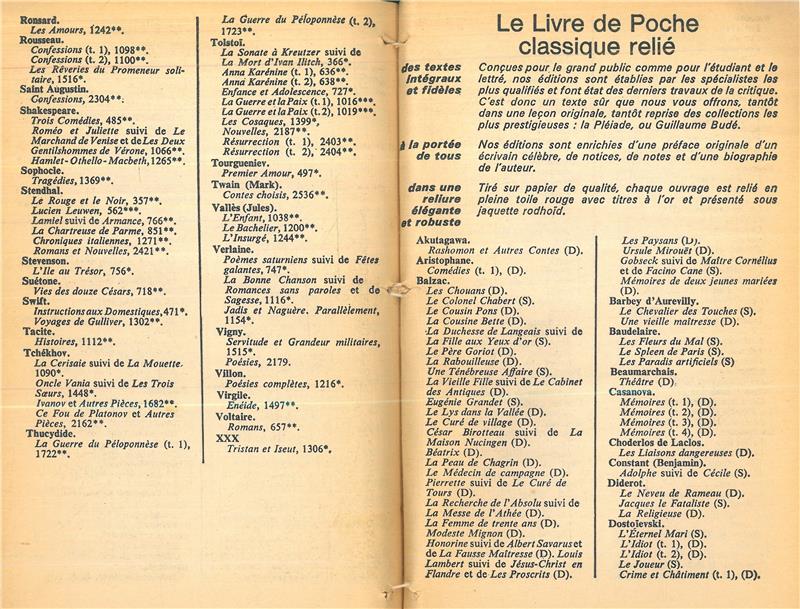 Ronsard.
Les Amours, 1242**.
Rousseau.
Confessions (t. 1), 1098**.
Confessions (t. 2), 1100**.
Les Rêveries du Promeneur soli-
taire, 1516*.
Saint Augustin.
Confessions, 2304**.
Shakespeare.
Trois Comédies, 485**.
Roméo et Juliette suivi de Le
Marchand de Venise et de Les Deux
Gentilshommes de Vérone, 1066**.
Hamlet - Othello - Macbeth, 1265**.
Sophocle.
Tragédies, 1369**.
Stendhal.
Le Rouge et le Noir, 357**.
Lucien Leuwen, 562***.
Lamiel suivi de Armance, 766**.
La Chartreuse de Parme, 851**.
Chroniques italiennes, 1271**.
Romans et Nouvelles, 2421**.
Stevenson.
L'Ile au Trésor, 756*.
Suétone.
Vies des douze Césars, 718**.
Swift.
Instructions aux Domestiques, 471*.
Voyages de Gulliver, 1302**.
Tacite.
Histoires, 1112**.
Tchékhov.
La Cerisaie suivi de La Mouette.
1090*.
Oncle Vania suivi de Les Trois
Sœurs, 1448*.
Ivanov et Autres Pièces, 1682**.
Ce Fou de Platonov et Autres
Pièces, 2162**.
Thucydide.
La Guerre du Péloponnèse (t. 1),
1722**.
La Guerre du Péloponnèse (t. 2),
1723**.
Tolstoï.
La Sonate à Kreutzer suivi de
La Mort d'Ivan Ilitch, 366*.
Anna Karénine (t. 1), 636**.
Anna Karénine (t. 2), 638**.
Enfance et Adolescence, 727*.
La Guerre et la Paix (t. 1), 1016***.
La Guerre et la Paix (t. 2), 1019***.
Les Cosaques, 1399*.
Nouvelles, 2187**.
Résurrection (t. 1), 2403**.
Résurrection (t. 2), 2404**.
Tourgueniev.
Premier Amour, 497*.
Twain (Mark).
Contes choisis, 2536**.
Vallès (Jules).
L'Enfant, 1038**.
Le Bachelier, 1200**.
L'Insurgé, 1244**.
Verlaine.
Poèmes saturniens suivi de Fêtes
galantes, 747*.
La Bonne Chanson suivi de
Romances sans paroles et de
Sagesse, 1116*.
Jadis et Naguère. Parallèlement,
1154*.
Vigny.
Servitude et Grandeur militaires,
1515*.
Poésies, 2179.
Villon.
Poésies complètes, 1216*.
Virgile.
Enéide, 1497**.
Voltaire.
Romans, 657**.
XXX
Tristan et Iseut, 1306*.
Le Livre de Poche
classique relié
des textes
intégraux
et fidèles
Conçues pour le grand public comme pour l'étudiant et le
lettré, nos éditions sont établies par les spécialistes les
plus qualifiés et font état des derniers travaux de la critique.
C'est donc un texte sûr que nous vous offrons, tantôt
dans une leçon originale, tantôt reprise des collections les
plus prestigieuses : la Pléiade, ou Guillaume Budé.
à la portée
de tous
Nos éditions sont enrichies d'une préface originale d'un
écrivain célèbre, de notices, de notes et d'une biographie
de l'auteur.
dans une
reliure
élégante
et robuste
Tiré sur papier de qualité, chaque ouvrage est relié en
pleine toile rouge avec titres à l'or et présenté sous
jaquette rodhoïd.
Akutagawa.
Rashomon et Autres Contes (D).
Aristophane.
Comédies (t. 1), (D).
Balzac.
Les Chouans (D).
Le Colonel Chabert (S).
Le Cousin Pons (D).
La Cousine Bette (D).
La Duchesse de Langeais suivi de
La Fille aux Yeux d'or (S).
Le Père Goriot (D).
La Rabouilleuse (D).
Une Ténébreuse Affaire (S).
La Vieille Fille suivi de Le Cabinet
des Antiques (D).
Eugénie Grandet (S).
Le Lys dans la Vallée (D).
Le Curé de village (D).
César Birotteau suivi de La
Maison Nucingen (D).
Béatrix (D).
La Peau de Chagrin (D).
Le Médecin de campagne (D).
Pierrette suivi de Le Curé de
Tours (D).
La Recherche de l'Absolu suivi de
La Messe de l'Athée (D).
La Femme de trente ans (D).
Modeste Mignon (D).
Honorine suivi de Albert Savarus et
de La Fausse Maîtresse (D). Louis
Lambert suivi de Jésus-Christ en
Flandre et de Les Proscrits (D).
Les Paysans (D).
Ursule Mirouët (D).
Gobseck suivi de Maître Cornélius
et de Facino Cane (S).
Mémoires de deux jeunes mariées
(D).
Barbey d'Aurevilly.
Le Chevalier des Touches (S).
Une vieille maîtresse (D).
Baudelaire.
Les Fleurs du Mal (S).
Le Spleen de Paris (S).
Les Paradis artificiels (S)
Beaumarchais.
Théâtre (D)
Casanova.
Mémoires (t. 1), (D).
Mémoires (t. 2), (D).
Mémoires (t. 3), (D).
Mémoires (t. 4), (D).
Choderlos de Laclos.
Les Liaisons dangereuses (D).
Constant (Benjamin).
Adolphe suivi de Cécile (S).
Diderot.
Le Neveu de Rameau (D).
Jacques le Fataliste (S).
La Religieuse (D).
Dostoïevski.
L'Éternel Mari (S).
L'Idiot (t. 1), (D).
L'Idiot (t. 2), (D).
Le Joueur (S).
Crime et Châtiment (t. 1), (D).